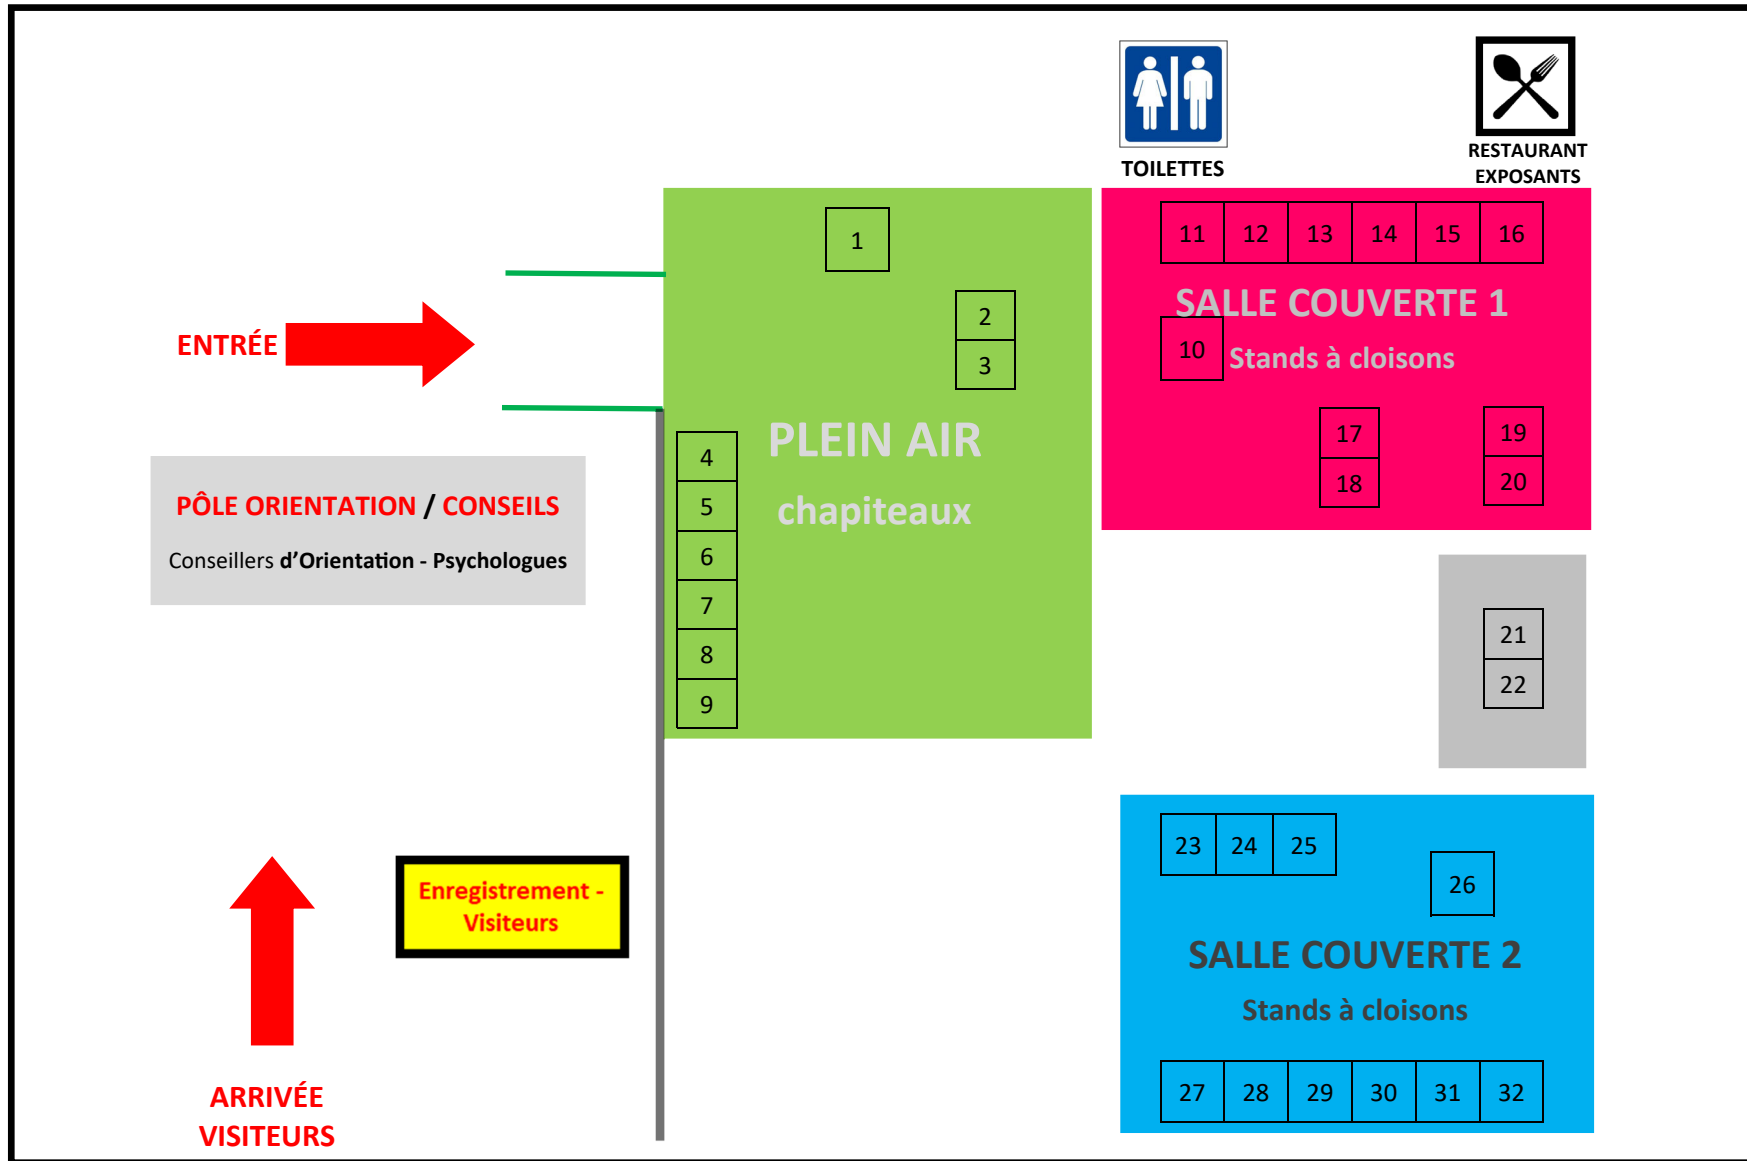 TOILETTES
RESTAURANT
EXPOSANTS
1
11 12 13 14 15 16
SALLE COUVERTE 1
2
3
ENTRÉE
10
Stands à cloisons
PLEIN AIR
chapiteaux
4
5
6
7
8
9
17
18
19
20
PÔLE ORIENTATION / CONSEILS
Conseillers d’Orientation - Psychologues
21
22
23 24 25
26
Enregistrement -
Visiteurs
SALLE COUVERTE 2
Stands à cloisons
27 28 29 30 31 32
ARRIVÉE
VISITEURS